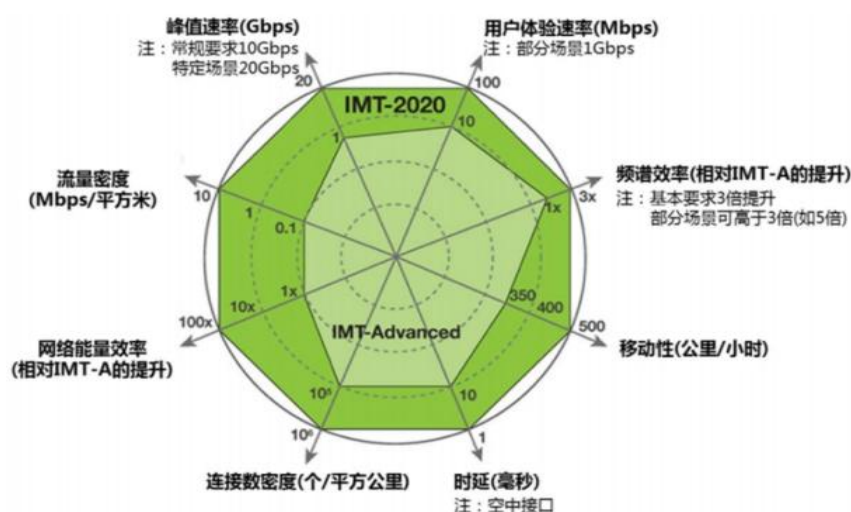 峰值速率(Gbps)
注：常规要求10Gbps
特定场景20Gbps
用户体验速率(Mbps)
注：部分场景1Gbps
20
100
IMT-2020
1
10
流量密度
(Mbps/平方米)
10
1
0.1
频谱效率(相对IMT-A的提升)
注：基本要求3倍提升
部分场景可高于3倍(如5倍)
1x
3x
网络能量效率
(相对IMT-A的提升)
100x
10x
1x
IMT-Advanced
350
400
500
移动性(公里/小时)
10⁵
10⁶
连接数密度(个/平方公里)
10
1
时延(毫秒)
注：空中接口